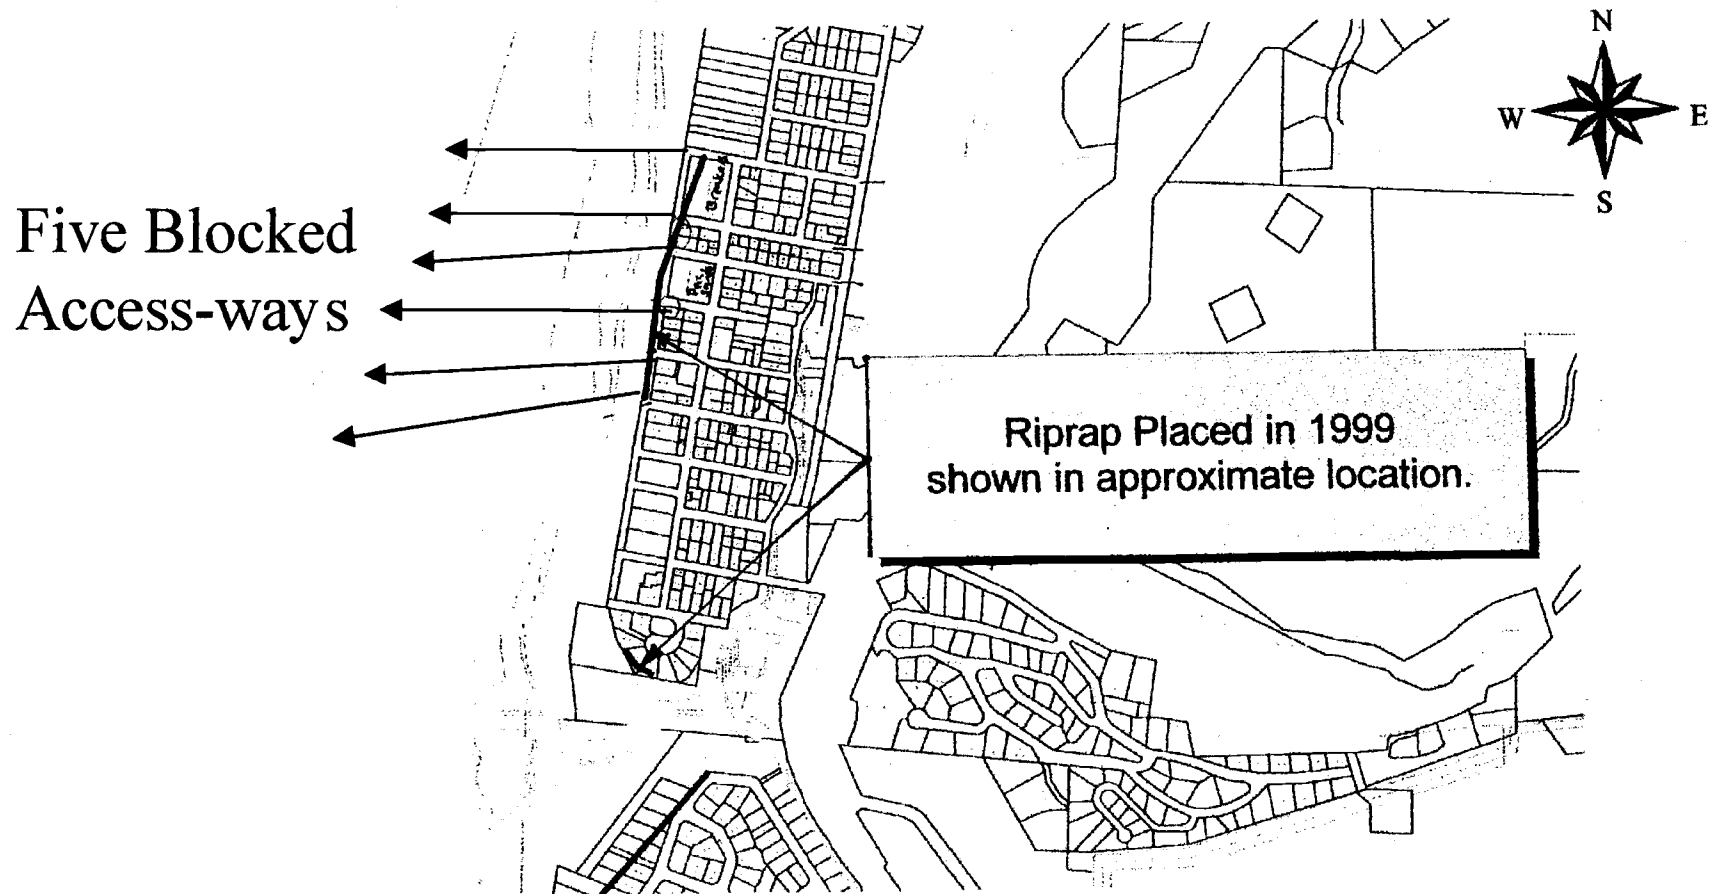 N
W E
S
Five Blocked
Access-ways
Riprap Placed in 1999
shown in approximate location.